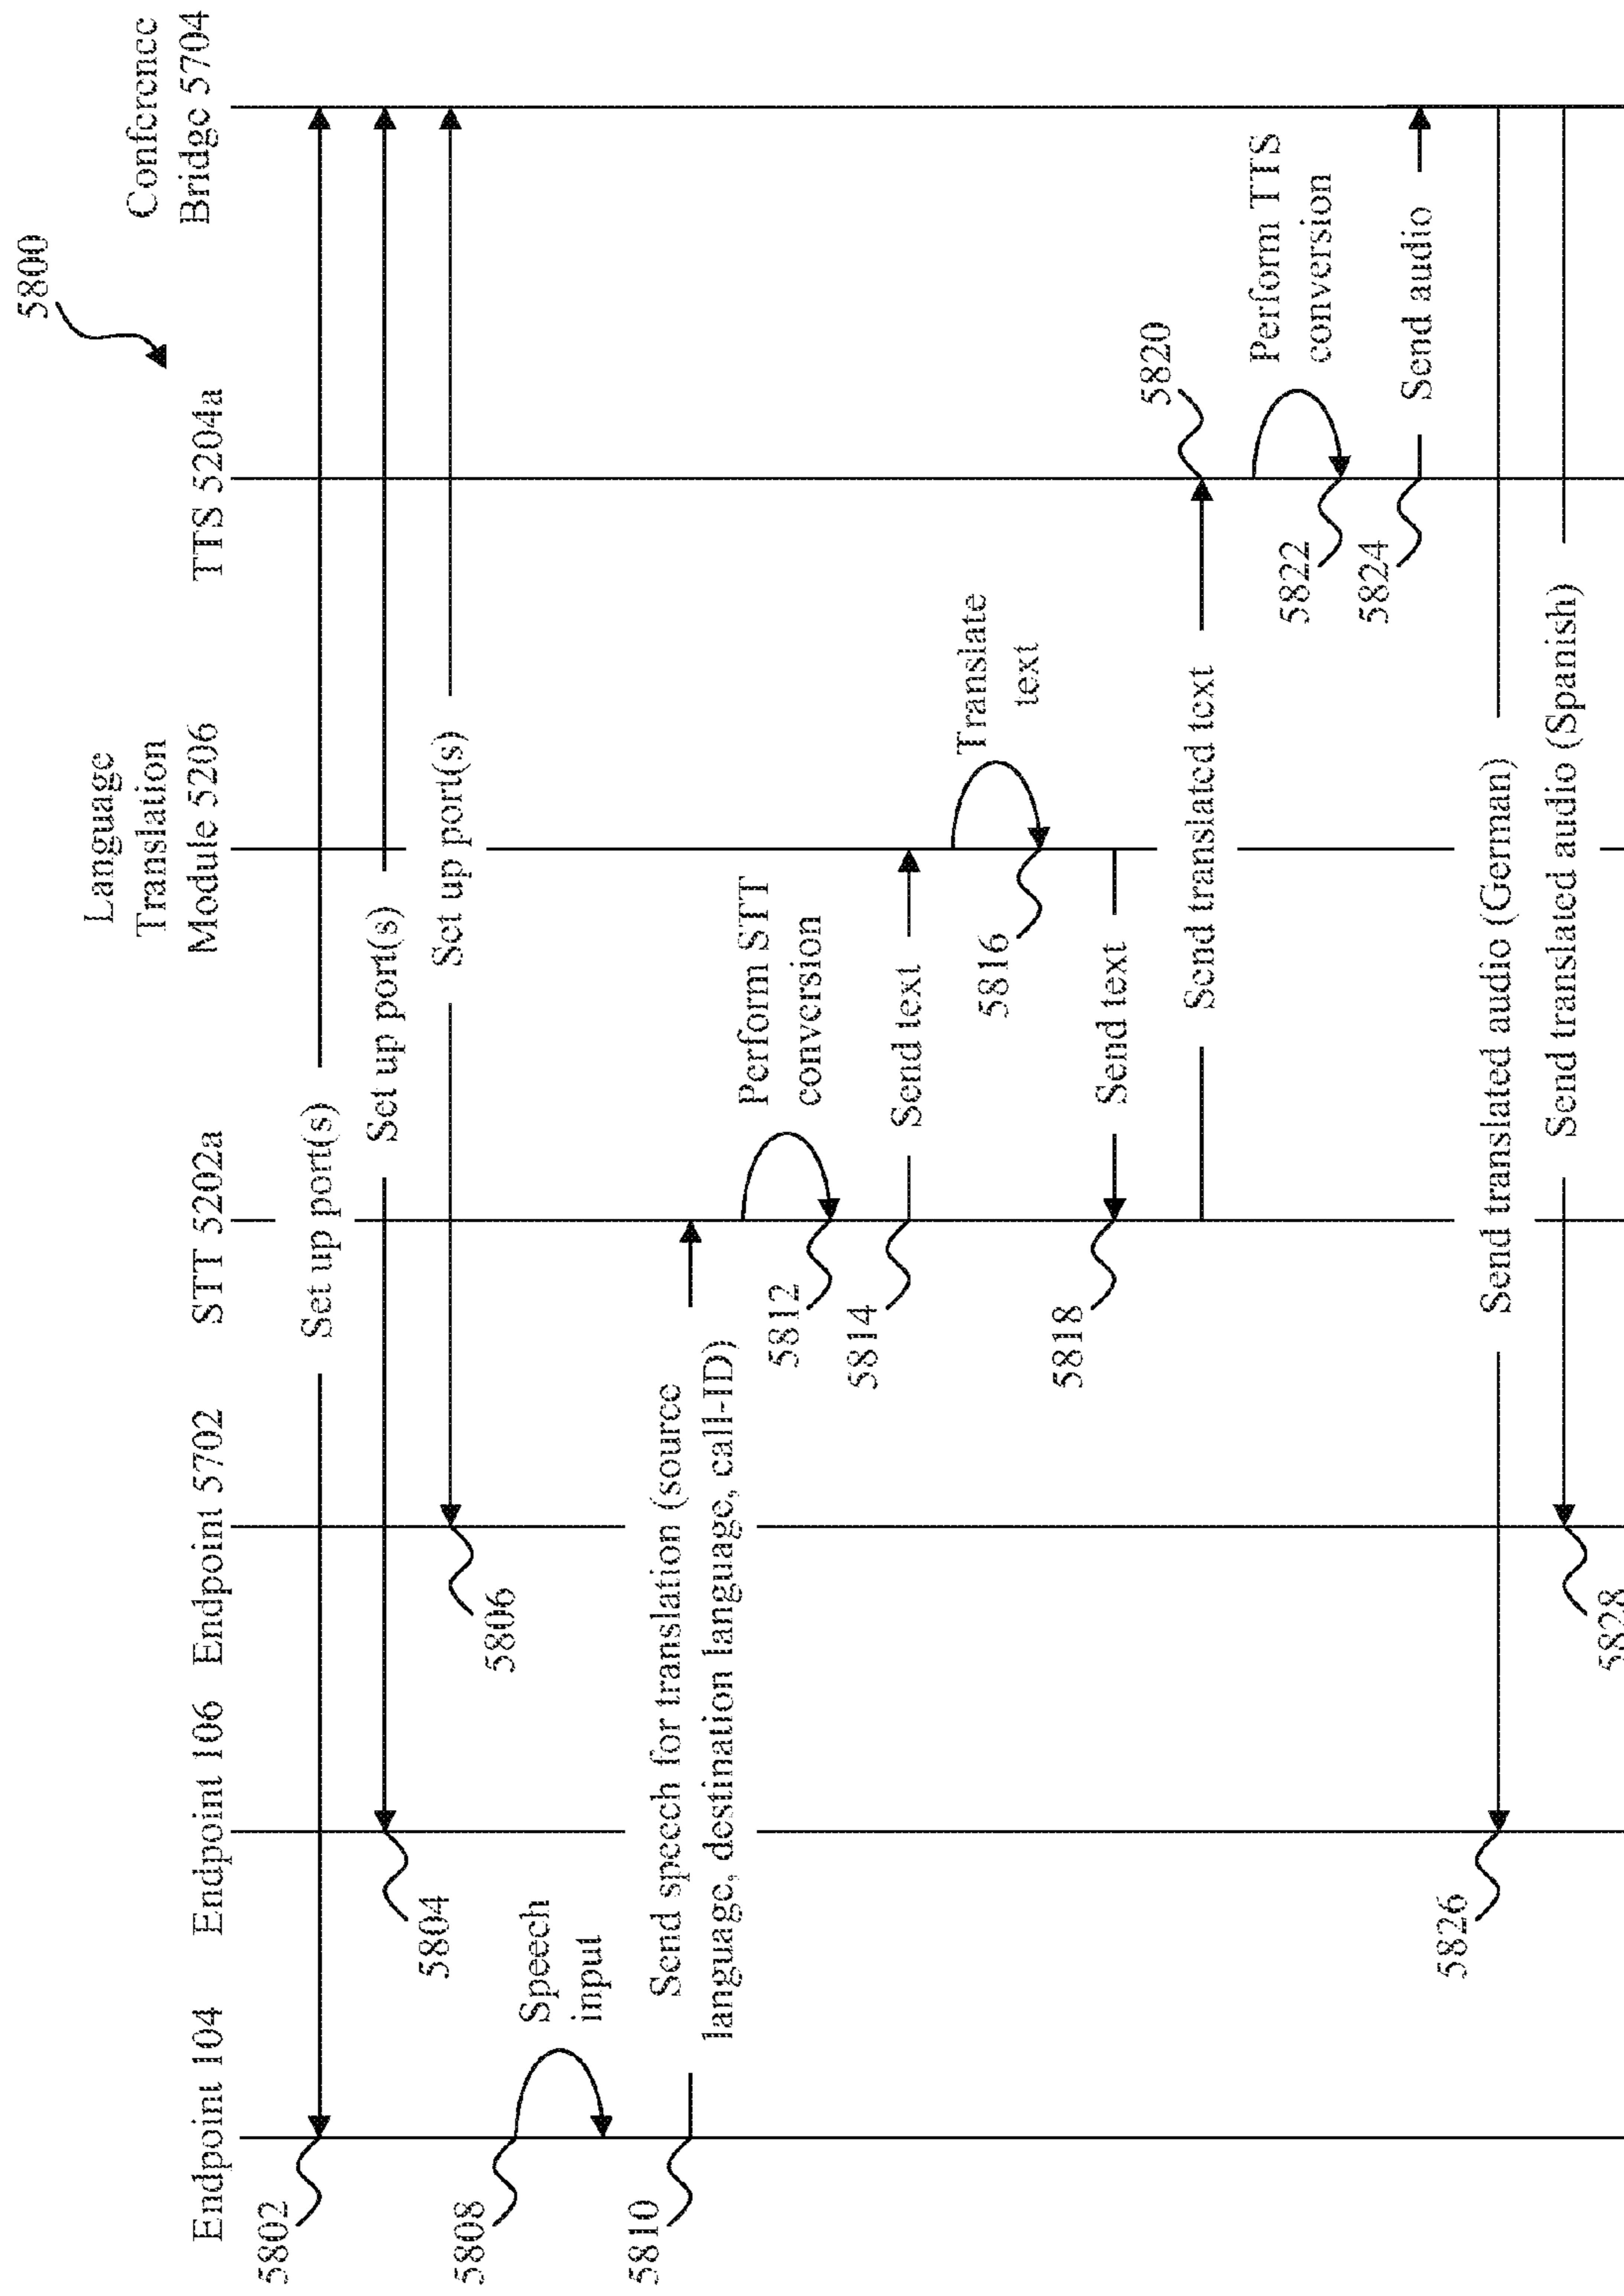 5800
Endpoint 104
Endpoint 106
Endpoint 5702
STT 5202a
Language
Translation
Module 5206
TTS 5204a
Conference
Bridge 5704
5802
Set up port(s)
5804
Set up port(s)
5806
Set up port(s)
5808
Speech
input
5810
Send speech for translation (source
language, destination language, call-ID)
5812
Perform STT
conversion
5814
Send text
5816
Translate
text
5818
Send text
5820
Send translated text
5822
Perform TTS
conversion
5824
Send audio
5826
Send translated audio (German)
5828
Send translated audio (Spanish)